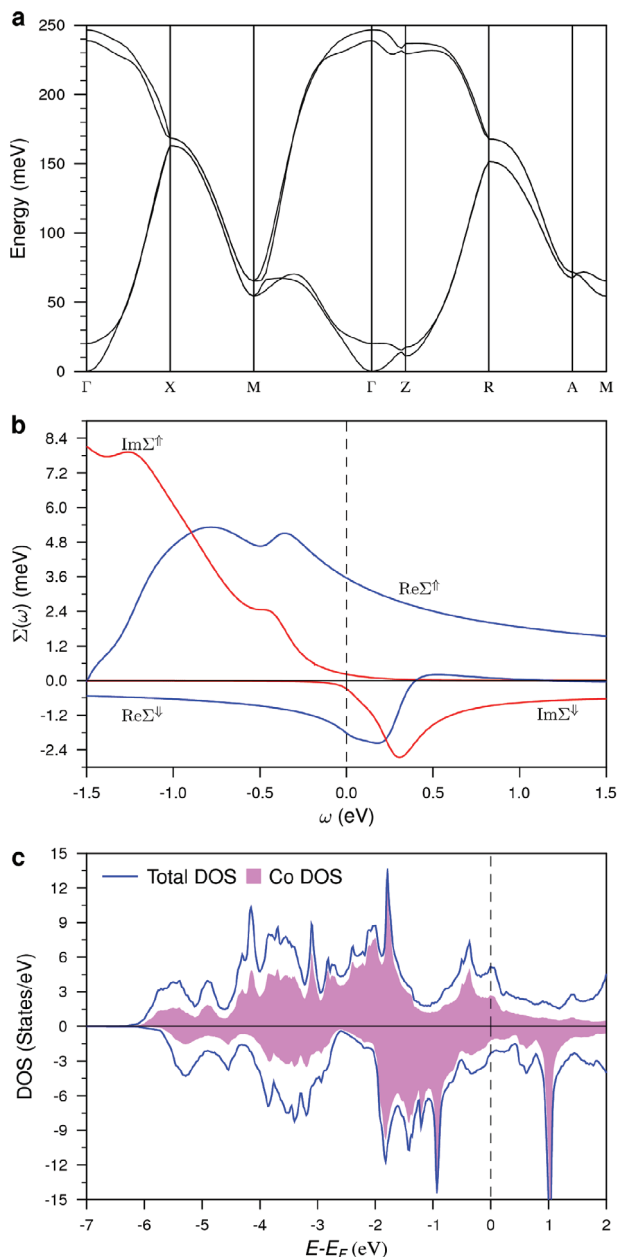 a
250
200
150
100
50
0
Energy (meV)
Γ X M Γ Z R A M
b
8.4
7.2
6.0
4.8
3.6
2.4
1.2
0.0
-1.2
-2.4
Σ(ω) (meV)
ImΣ⇑
ReΣ⇑
ReΣ⇓
ImΣ⇓
-1.5 -1.0 -0.5 0.0 0.5 1.0 1.5
ω (eV)
c
15
12
9
6
3
0
-3
-6
-9
-12
-15
DOS (States/eV)
Total DOS Co DOS
-7 -6 -5 -4 -3 -2 -1 0 1 2
E-E_F (eV)